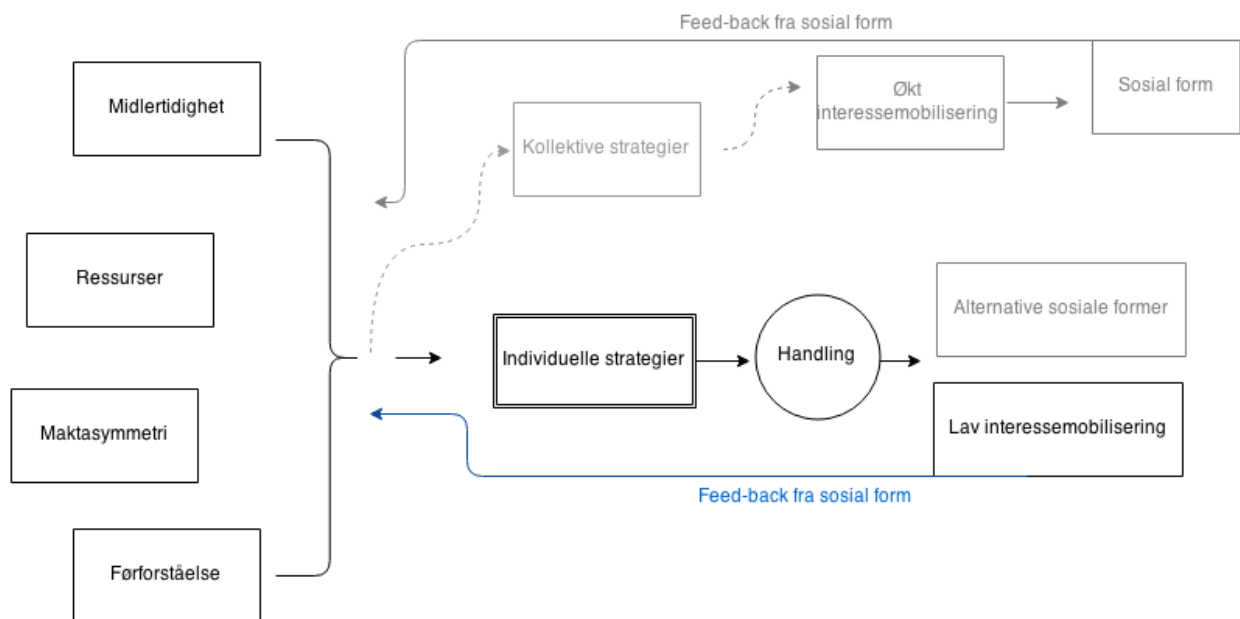 Feed-back fra sosial form
Midlertidighet
Økt
interessemobilisering
Sosial form
Kollektive strategier
Ressurser
Alternative sosiale former
Individuelle strategier
Handling
Maktasymmetri
Lav interessemobilisering
Feed-back fra sosial form
Førforståelse